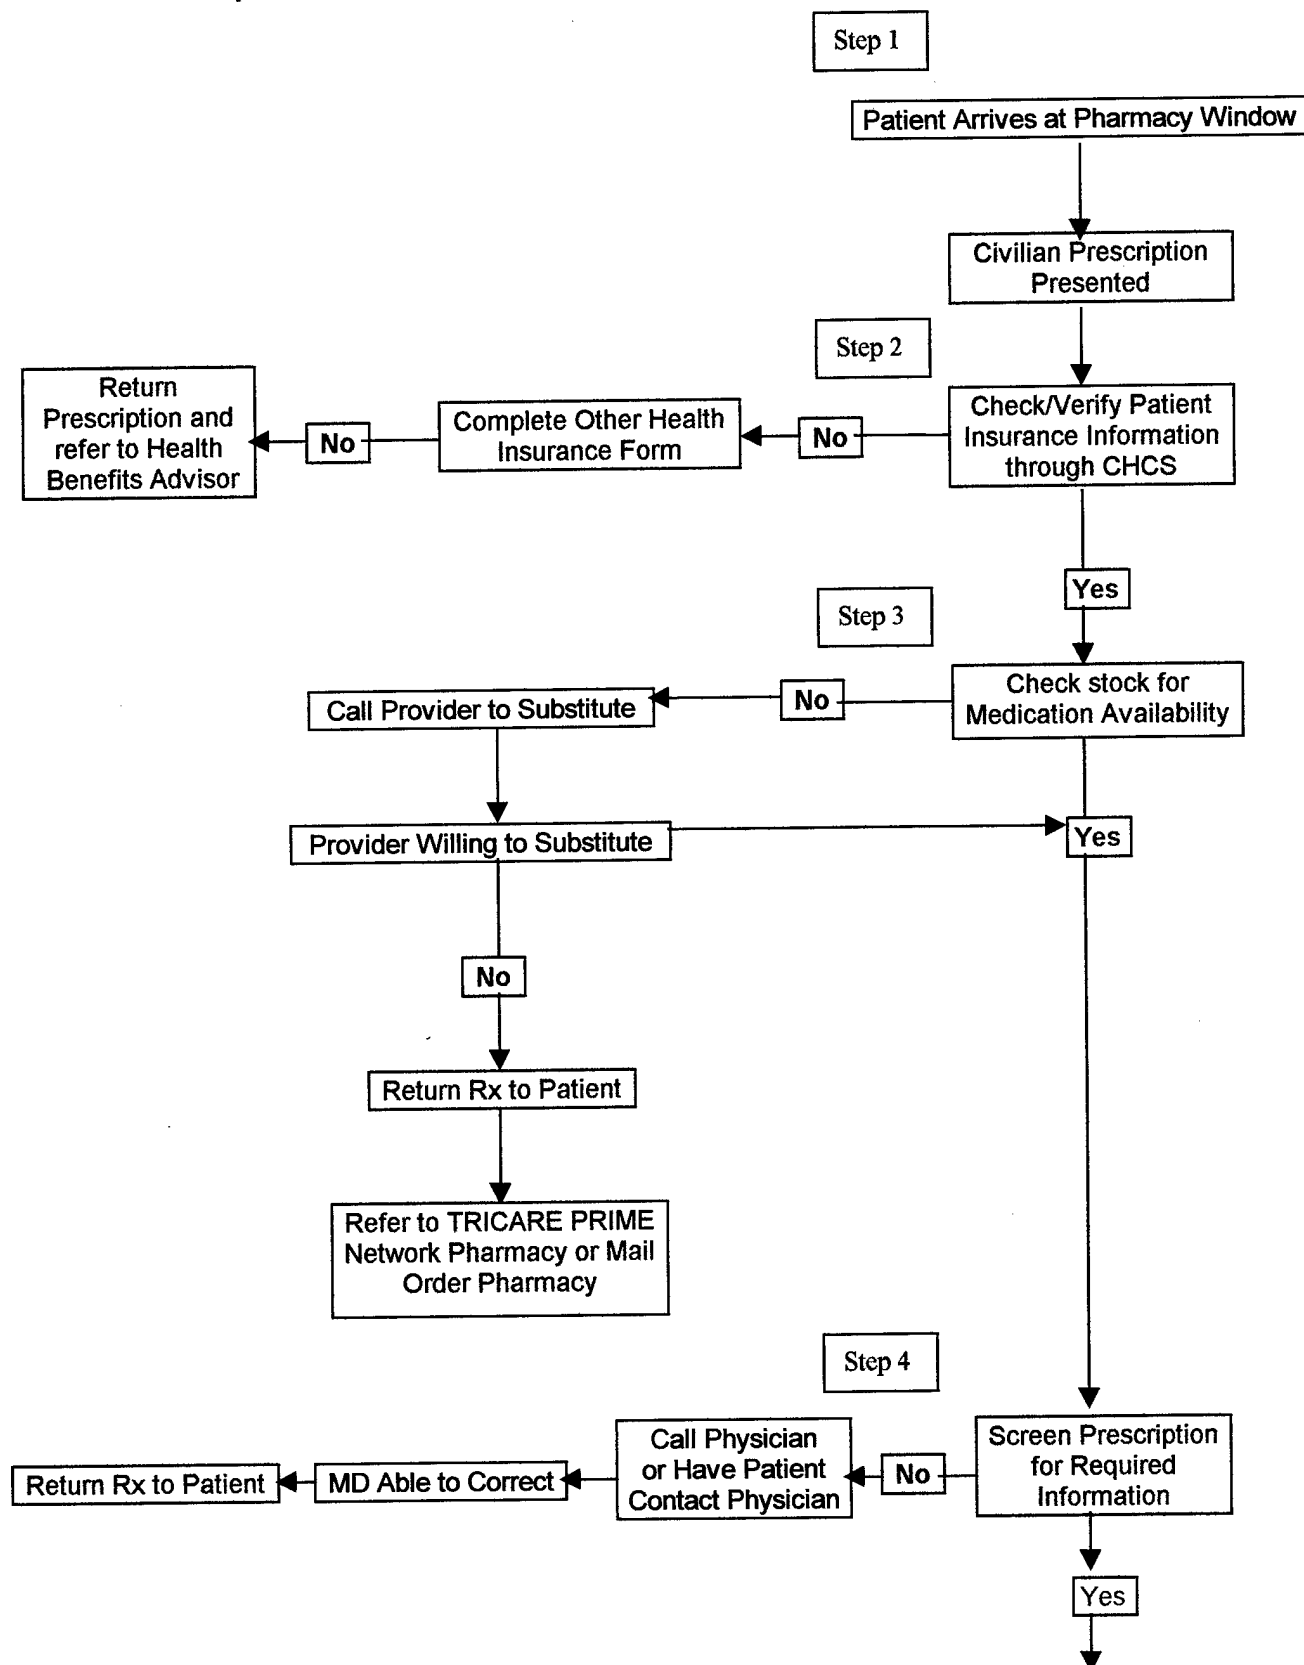 Step 1
Patient Arrives at Pharmacy Window
Civilian Prescription
Presented
Step 2
Return
Prescription and
refer to Health
Benefits Advisor
No
Complete Other Health
Insurance Form
No
Check/Verify Patient
Insurance Information
through CHCS
Yes
Step 3
Call Provider to Substitute
No
Check stock for
Medication Availability
Provider Willing to Substitute
Yes
No
Return Rx to Patient
Refer to TRICARE PRIME
Network Pharmacy or Mail
Order Pharmacy
Step 4
Return Rx to Patient
MD Able to Correct
Call Physician
or Have Patient
Contact Physician
No
Screen Prescription
for Required
Information
Yes